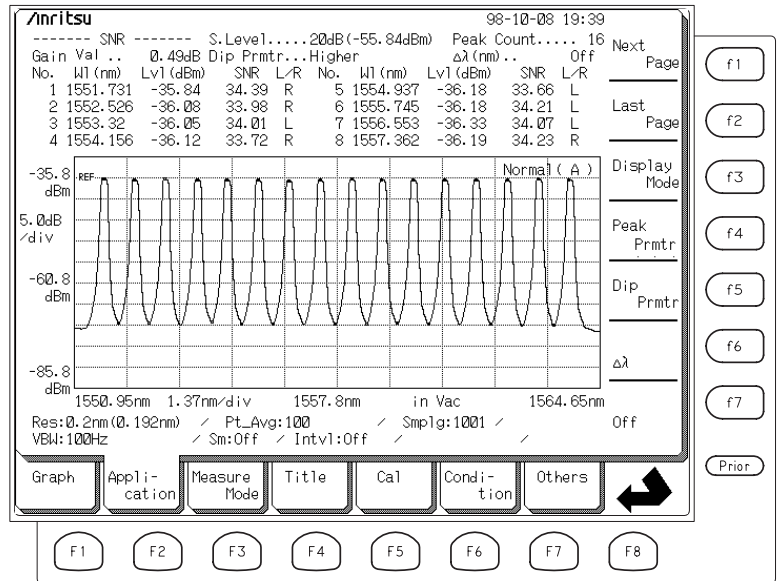 Anritsu 98-10-08 19:39
------- SNR ------- S.Level.....20dB(-55.84dBm) Peak Count..... 16
Gain Val .. 0.49dB Dip Prmtr...Higher Δλ(nm).. Off
No. Wl(nm) Lvl(dBm) SNR L/R No. Wl(nm) Lvl(dBm) SNR L/R
1 1551.731 -35.84 34.39 R 5 1554.937 -36.18 33.66 L
2 1552.526 -36.08 33.98 R 6 1555.745 -36.18 34.21 L
3 1553.32 -36.05 34.01 L 7 1556.553 -36.33 34.07 L
4 1554.156 -36.12 33.72 R 8 1557.362 -36.19 34.23 R
-35.8
dBm
REF
Normal( A )
5.0dB
/div
-60.8
dBm
-85.8
dBm
1550.95nm 1.37nm/div 1557.8nm in Vac 1564.65nm
Res:0.2nm(0.192nm) / Pt_Avg:100 / Smplg:1001 /
VBW:100Hz / Sm:Off / Intvl:Off / /
Next
Page
Last
Page
Display
Mode
Peak
Prmtr
Dip
Prmtr
Δλ
Off
f1
f2
f3
f4
f5
f6
f7
Prior
Graph
Appli-
cation
Measure
Mode
Title
Cal
Condi-
tion
Others
F1 F2 F3 F4 F5 F6 F7 F8